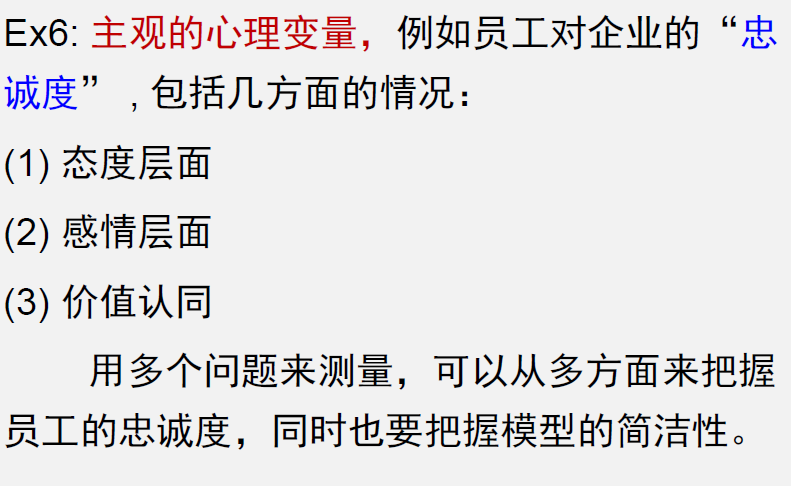 Ex6: 主观的心理变量，例如员工对企业的“忠
诚度”，包括几方面的情况：
(1) 态度层面
(2) 感情层面
(3) 价值认同
用多个问题来测量，可以从多方面来把握
员工的忠诚度，同时也要把握模型的简洁性。